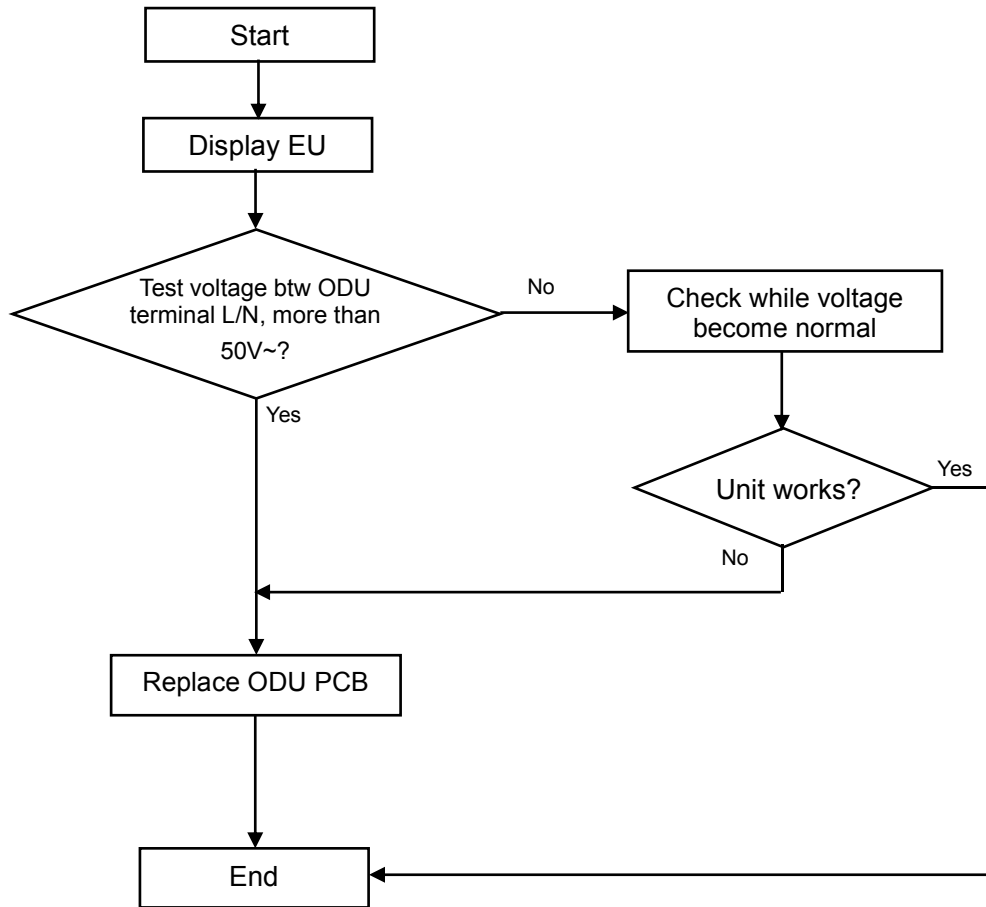 Start
Display EU
Test voltage btw ODU
terminal L/N, more than
50V~?
No
Check while voltage
become normal
Yes
Unit works?
Yes
No
Replace ODU PCB
End